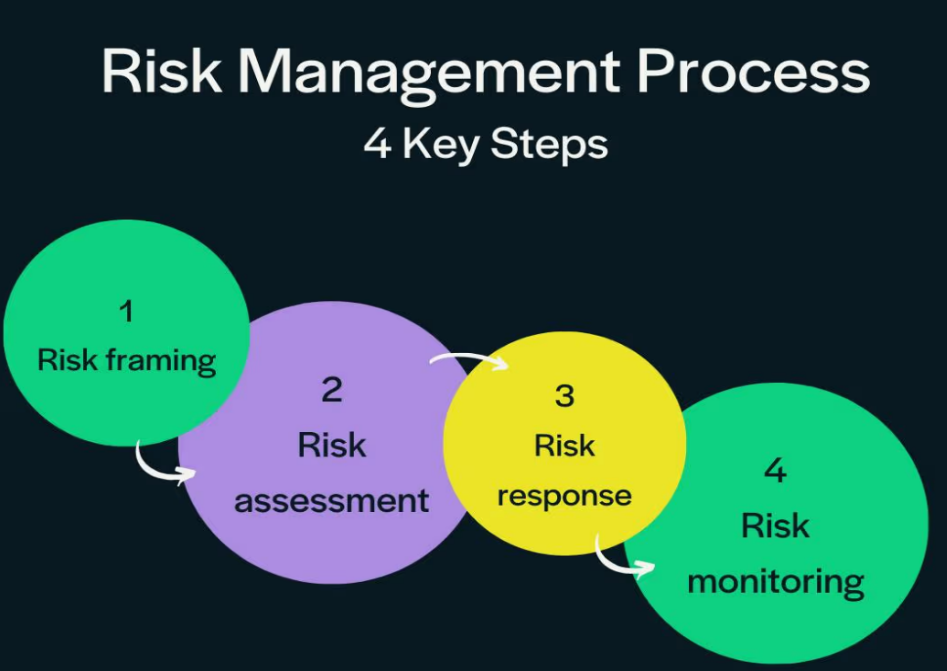 Risk Management Process
4 Key Steps
1
Risk framing
2
Risk
assessment
3
Risk
response
4
Risk
monitoring